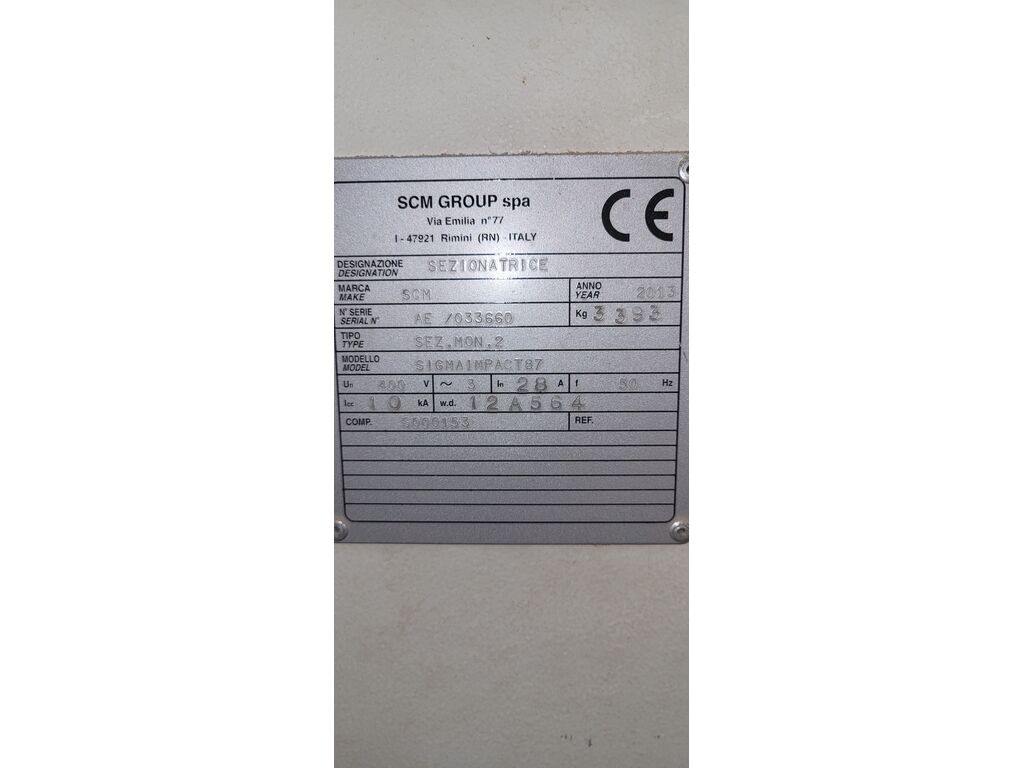 SCM GROUP spa
Via Emilia n°77
I - 47921 Rimini (RN) - ITALY
CE
DESIGNAZIONE
DESIGNATION SEZIONATRICE
MARCA
MAKE SCM
ANNO
YEAR 2013
N° SERIE
SERIAL N° AE /033660
Kg 3393
TIPO
TYPE SEZ.MON.2
MODELLO
MODEL SIGMAIMPACT87
Un 400 V ~ 3 In 28 A f 50 Hz
Icc 10 kA w.d. 12A564
COMP. REF.